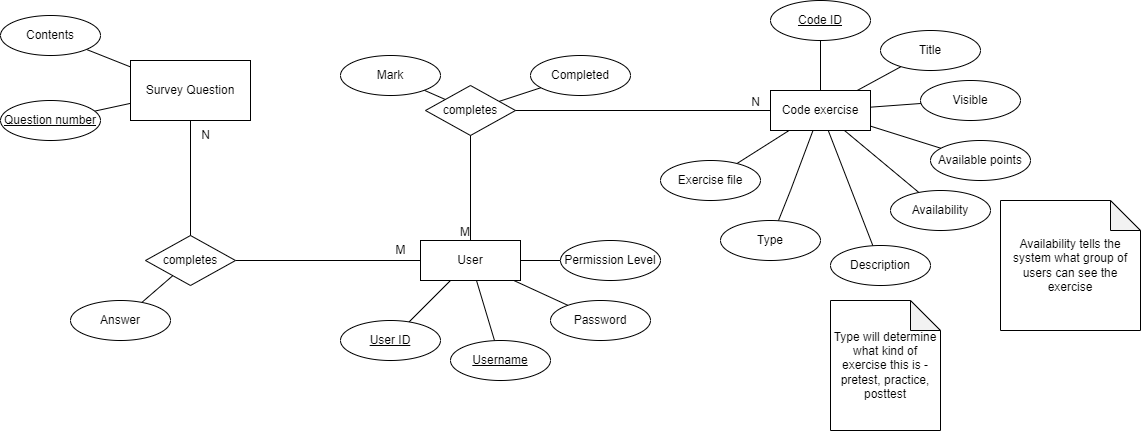 Code ID
Contents
Title
Mark
Completed
Survey Question
Visible
completes
N
Code exercise
Question number
N
Available points
Exercise file
Availability
M
Type
Availability tells the
system what group of
users can see the
exercise
M
completes
User
Permission Level
Description
Answer
Password
User ID
Username
Type will determine
what kind of
exercise this is -
pretest, practice,
posttest